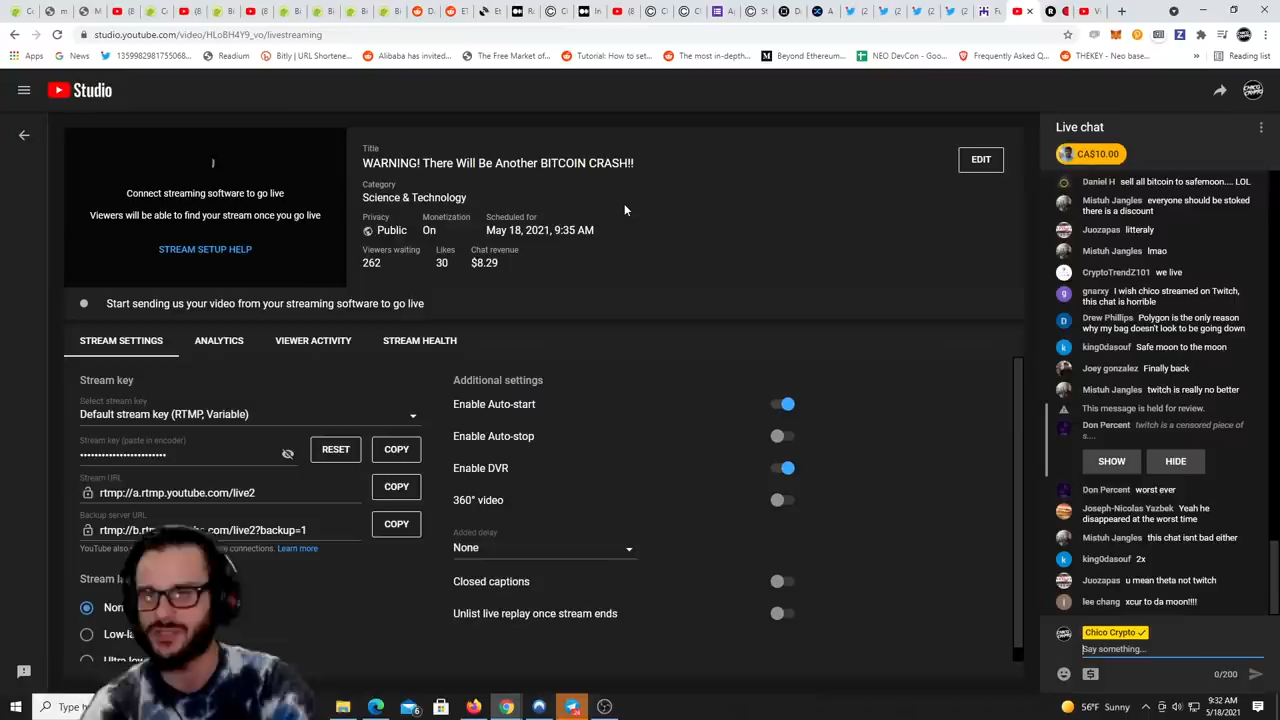 studio.youtube.com/video/HLoBH4Y9_vo/livestreaming
Apps
News
1359982981755068...
Readium
Bitly | URL Shortene...
Alibaba has invited...
The Free Market of...
Tutorial: How to set...
The most in-depth...
Beyond Ethereum...
NEO DevCon - Goo...
Frequently Asked Q...
THEKEY - Neo base...
»
Reading list
Studio
Connect streaming software to go live
Viewers will be able to find your stream once you go live
STREAM SETUP HELP
Title
WARNING! There Will Be Another BITCOIN CRASH!!
EDIT
Category
Science & Technology
Privacy
Monetization
Scheduled for
Public
On
May 18, 2021, 9:35 AM
Viewers waiting
Likes
Chat revenue
262
30
$8.29
Start sending us your video from your streaming software to go live
STREAM SETTINGS
ANALYTICS
VIEWER ACTIVITY
STREAM HEALTH
Stream key
Select stream key
Default stream key (RTMP, Variable)
Stream key (paste in encoder)
•••••••••••••••••••••••
RESET
COPY
Stream URL
rtmp://a.rtmp.youtube.com/live2
COPY
Backup server URL
COPY
Learn more
Additional settings
Enable Auto-start
Enable Auto-stop
Enable DVR
360° video
Added delay
None
Closed captions
Unlist live replay once stream ends
Live chat
CA$10.00
Daniel H sell all bitcoin to safemoon.... LOL
Mistuh Jangles everyone should be stoked
there is a discount
Juozapas litteraly
Mistuh Jangles lmao
CryptoTrendZ101 we live
gnarxy I wish chico streamed on Twitch,
this chat is horrible
Drew Phillips Polygon is the only reason
why my bag doesn't look to be going down
king0dasouf Safe moon to the moon
Joey gonzalez Finally back
Mistuh Jangles twitch is really no better
This message is held for review.
Don Percent twitch is a censored piece of
s....
SHOW
HIDE
Don Percent worst ever
Joseph-Nicolas Yazbek Yeah he
disappeared at the worst time
Mistuh Jangles this chat isnt bad either
king0dasouf 2x
Juozapas u mean theta not twitch
lee chang xcur to da moon!!!!
Chico Crypto
Say something...
0/200
56°F Sunny
9:32 AM
5/18/2021